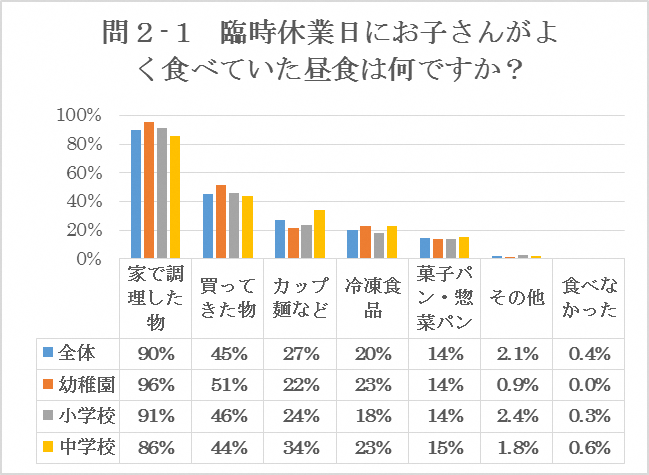 問２-１　臨時休業日にお子さんがよ
く食べていた昼食は何ですか？
100%
80%
60%
40%
20%
0%
家で調
理した
物
買って
きた物
カップ
麺など
冷凍食
品
菓子パ
ン・惣
菜パン
その他
食べな
かった
全体 90% 45% 27% 20% 14% 2.1% 0.4%
幼稚園 96% 51% 22% 23% 14% 0.9% 0.0%
小学校 91% 46% 24% 18% 14% 2.4% 0.3%
中学校 86% 44% 34% 23% 15% 1.8% 0.6%